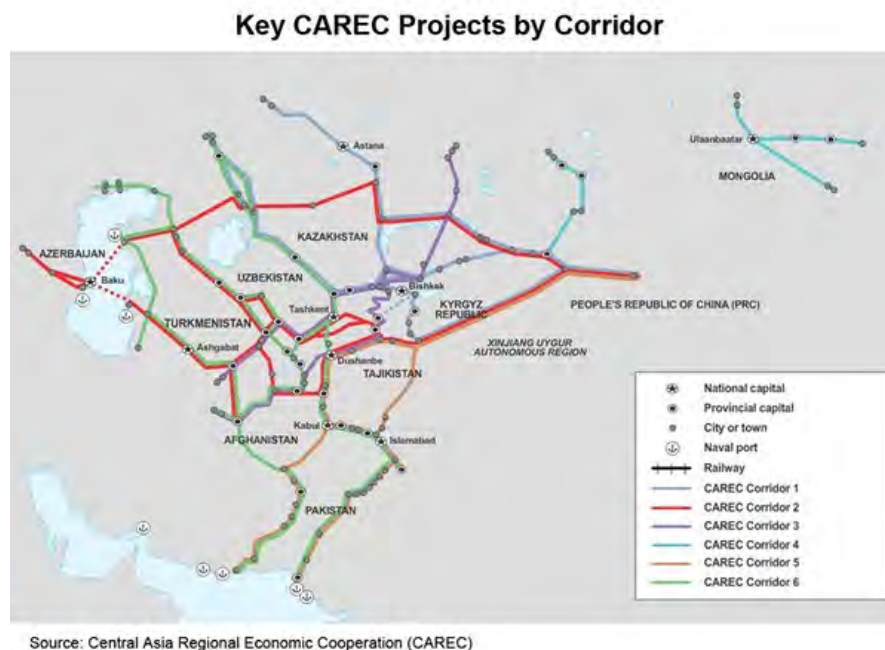 Key CAREC Projects by Corridor
Astana
Ulaanbaatar
MONGOLIA
KAZAKHSTAN
AZERBAIJAN
UZBEKISTAN
Baku
Bishkek
Tashkent
KYRGYZ
REPUBLIC
PEOPLE'S REPUBLIC OF CHINA (PRC)
TURKMENISTAN
XINJIANG UYGUR
AUTONOMOUS REGION
Ashgabat
Dushanbe
TAJIKISTAN
Kabul
Islamabad
AFGHANISTAN
PAKISTAN
National capital
Provincial capital
City or town
Naval port
Railway
CAREC Corridor 1
CAREC Corridor 2
CAREC Corridor 3
CAREC Corridor 4
CAREC Corridor 5
CAREC Corridor 6
Source: Central Asia Regional Economic Cooperation (CAREC)